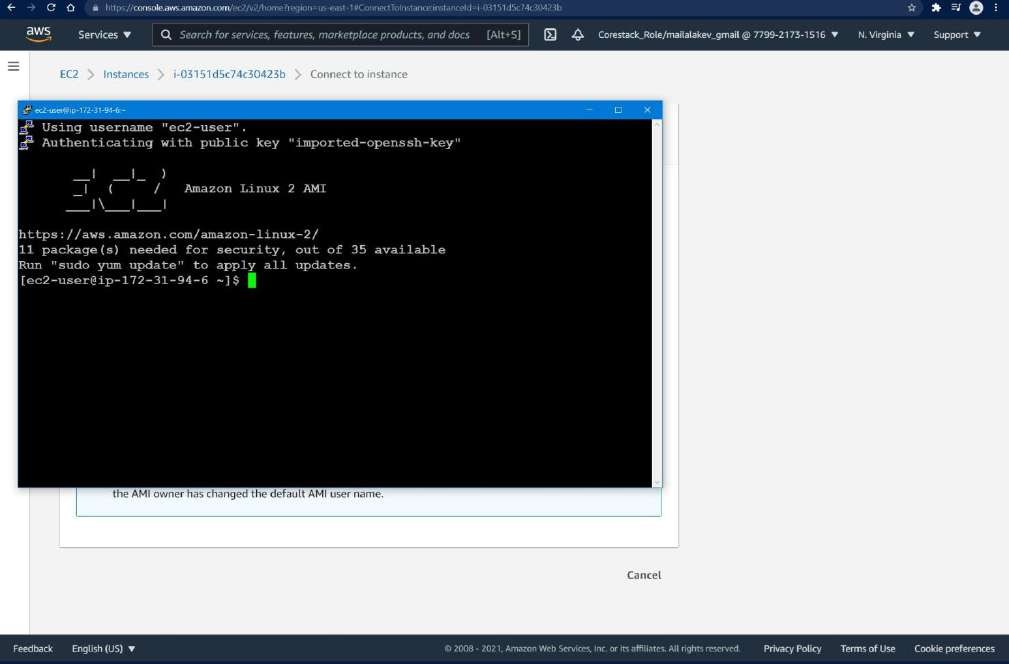 https://console.aws.amazon.com/ec2/v2/home?region=us-east-1#ConnectToInstance:instanceId=i-03151d5c74c30423b
aws
Services
Search for services, features, marketplace products, and docs [Alt+S]
Corestack_Role/mailalakev_gmail @ 7799-2173-1516
N. Virginia
Support
EC2 > Instances > i-03151d5c74c30423b > Connect to instance
ec2-user@ip-172-31-94-6:~
Using username "ec2-user".
Authenticating with public key "imported-openssh-key"
__| __|_ )
_| ( / Amazon Linux 2 AMI
___|\___|___|
https://aws.amazon.com/amazon-linux-2/
11 package(s) needed for security, out of 35 available
Run "sudo yum update" to apply all updates.
[ec2-user@ip-172-31-94-6 ~]$
the AMI owner has changed the default AMI user name.
Cancel
Feedback
English (US)
© 2008 - 2021, Amazon Web Services, Inc. or its affiliates. All rights reserved.
Privacy Policy
Terms of Use
Cookie preferences